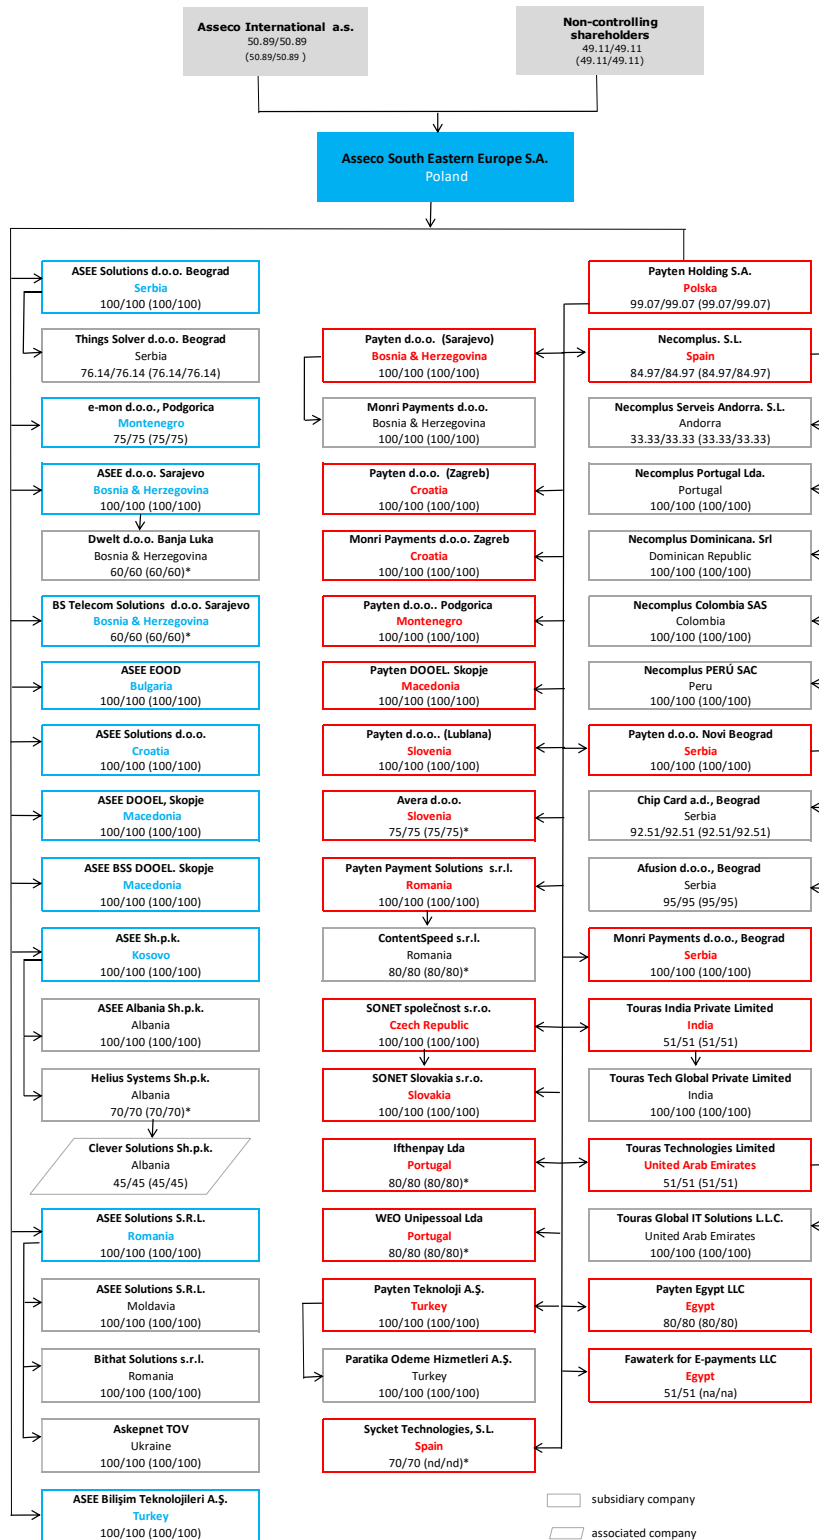 Asseco International a.s.
50.89/50.89
(50.89/50.89 )
Non-controlling
shareholders
49.11/49.11
(49.11/49.11)
Asseco South Eastern Europe S.A.
Poland
ASEE Solutions d.o.o. Beograd
Serbia
100/100 (100/100)
Things Solver d.o.o. Beograd
Serbia
76.14/76.14 (76.14/76.14)
e-mon d.o.o., Podgorica
Montenegro
75/75 (75/75)
ASEE d.o.o. Sarajevo
Bosnia & Herzegovina
100/100 (100/100)
Dwelt d.o.o. Banja Luka
Bosnia & Herzegovina
60/60 (60/60)*
BS Telecom Solutions d.o.o. Sarajevo
Bosnia & Herzegovina
60/60 (60/60)*
ASEE EOOD
Bulgaria
100/100 (100/100)
ASEE Solutions d.o.o.
Croatia
100/100 (100/100)
ASEE DOOEL, Skopje
Macedonia
100/100 (100/100)
ASEE BSS DOOEL. Skopje
Macedonia
100/100 (100/100)
ASEE Sh.p.k.
Kosovo
100/100 (100/100)
ASEE Albania Sh.p.k.
Albania
100/100 (100/100)
Helius Systems Sh.p.k.
Albania
70/70 (70/70)*
Clever Solutions Sh.p.k.
Albania
45/45 (45/45)
ASEE Solutions S.R.L.
Romania
100/100 (100/100)
ASEE Solutions S.R.L.
Moldavia
100/100 (100/100)
Bithat Solutions s.r.l.
Romania
100/100 (100/100)
Askepnet TOV
Ukraine
100/100 (100/100)
ASEE Bilişim Teknolojileri A.Ş.
Turkey
100/100 (100/100)
Payten d.o.o. (Sarajevo)
Bosnia & Herzegovina
100/100 (100/100)
Monri Payments d.o.o.
Bosnia & Herzegovina
100/100 (100/100)
Payten d.o.o. (Zagreb)
Croatia
100/100 (100/100)
Monri Payments d.o.o. Zagreb
Croatia
100/100 (100/100)
Payten d.o.o.. Podgorica
Montenegro
100/100 (100/100)
Payten DOOEL. Skopje
Macedonia
100/100 (100/100)
Payten d.o.o.. (Lublana)
Slovenia
100/100 (100/100)
Avera d.o.o.
Slovenia
75/75 (75/75)*
Payten Payment Solutions s.r.l.
Romania
100/100 (100/100)
ContentSpeed s.r.l.
Romania
80/80 (80/80)*
SONET společnost s.r.o.
Czech Republic
100/100 (100/100)
SONET Slovakia s.r.o.
Slovakia
100/100 (100/100)
Ifthenpay Lda
Portugal
80/80 (80/80)*
WEO Unipessoal Lda
Portugal
80/80 (80/80)*
Payten Teknoloji A.Ş.
Turkey
100/100 (100/100)
Paratika Odeme Hizmetleri A.Ş.
Turkey
100/100 (100/100)
Sycket Technologies, S.L.
Spain
70/70 (nd/nd)*
Payten Holding S.A.
Polska
99.07/99.07 (99.07/99.07)
Necomplus. S.L.
Spain
84.97/84.97 (84.97/84.97)
Necomplus Serveis Andorra. S.L.
Andorra
33.33/33.33 (33.33/33.33)
Necomplus Portugal Lda.
Portugal
100/100 (100/100)
Necomplus Dominicana. Srl
Dominican Republic
100/100 (100/100)
Necomplus Colombia SAS
Colombia
100/100 (100/100)
Necomplus PERÚ SAC
Peru
100/100 (100/100)
Payten d.o.o. Novi Beograd
Serbia
100/100 (100/100)
Chip Card a.d., Beograd
Serbia
92.51/92.51 (92.51/92.51)
Afusion d.o.o., Beograd
Serbia
95/95 (95/95)
Monri Payments d.o.o., Beograd
Serbia
100/100 (100/100)
Touras India Private Limited
India
51/51 (51/51)
Touras Tech Global Private Limited
India
100/100 (100/100)
Touras Technologies Limited
United Arab Emirates
51/51 (51/51)
Touras Global IT Solutions L.L.C.
United Arab Emirates
100/100 (100/100)
Payten Egypt LLC
Egypt
80/80 (80/80)
Fawaterk for E-payments LLC
Egypt
51/51 (na/na)
subsidiary company
associated company